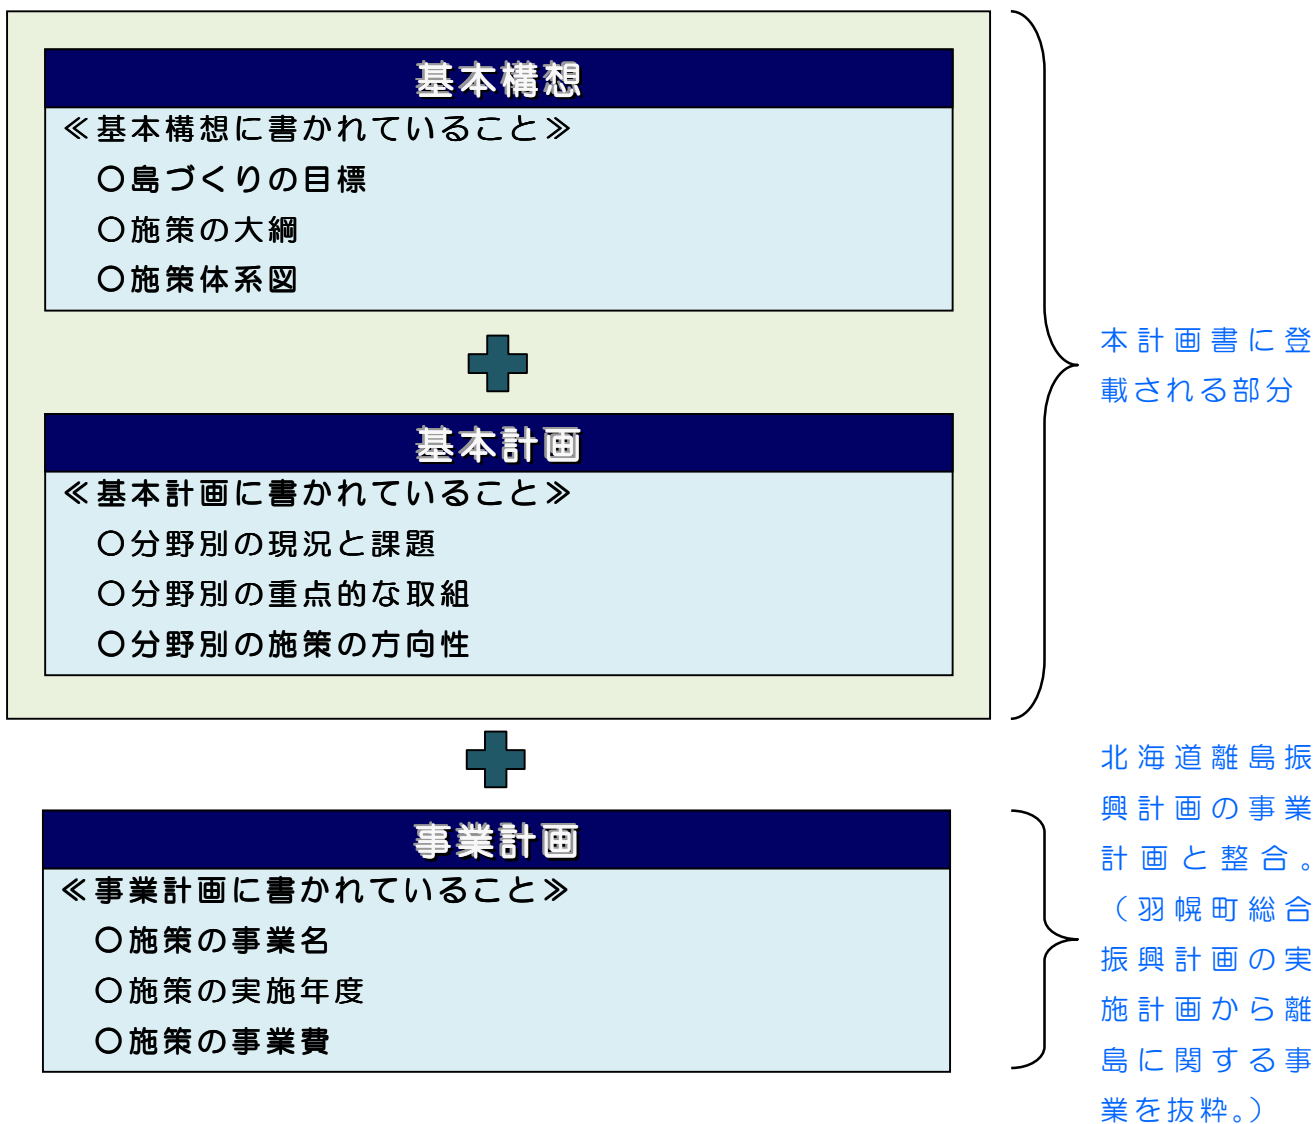 基本構想
≪基本構想に書かれていること≫
○島づくりの目標
○施策の大綱
○施策体系図
基本計画
≪基本計画に書かれていること≫
○分野別の現況と課題
○分野別の重点的な取組
○分野別の施策の方向性
本計画書に登
載される部分
事業計画
≪事業計画に書かれていること≫
○施策の事業名
○施策の実施年度
○施策の事業費
北海道離島振
興計画の事業
計画と整合。
（羽幌町総合
振興計画の実
施計画から離
島に関する事
業を抜粋。）